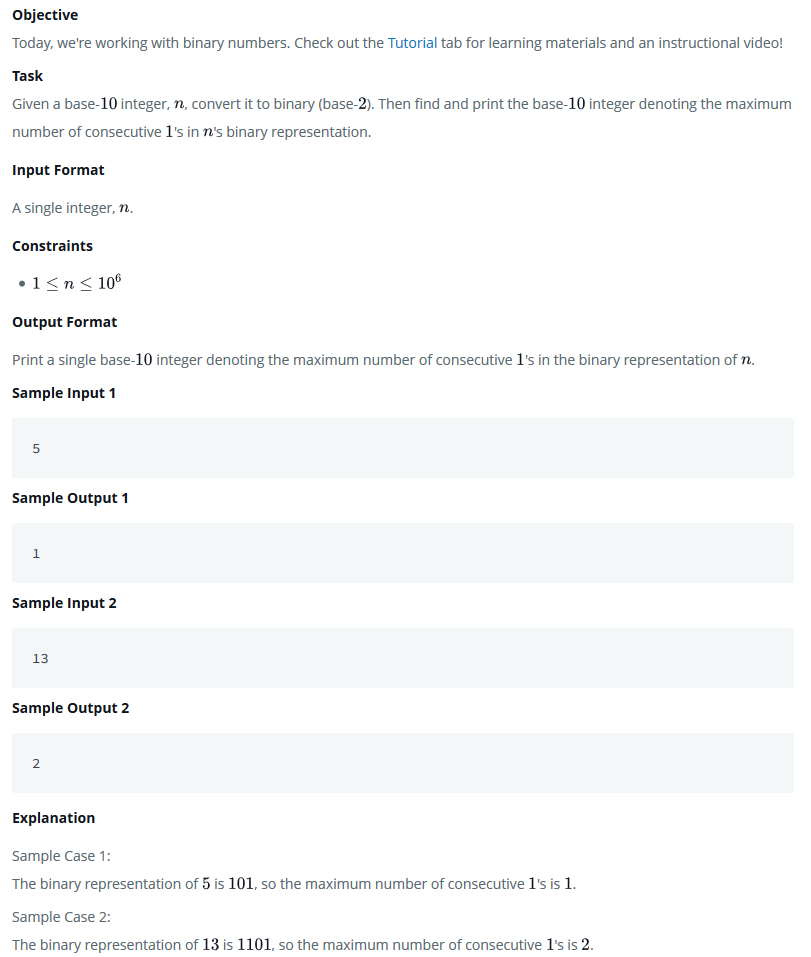 Objective
Today, we're working with binary numbers. Check out the Tutorial tab for learning materials and an instructional video!
Task
Given a base-10 integer, n, convert it to binary (base-2). Then find and print the base-10 integer denoting the maximum
number of consecutive 1's in n's binary representation.
Input Format
A single integer, n.
Constraints
• 1 ≤ n ≤ 10⁶
Output Format
Print a single base-10 integer denoting the maximum number of consecutive 1's in the binary representation of n.
Sample Input 1
5
Sample Output 1
1
Sample Input 2
13
Sample Output 2
2
Explanation
Sample Case 1:
The binary representation of 5 is 101, so the maximum number of consecutive 1's is 1.
Sample Case 2:
The binary representation of 13 is 1101, so the maximum number of consecutive 1's is 2.